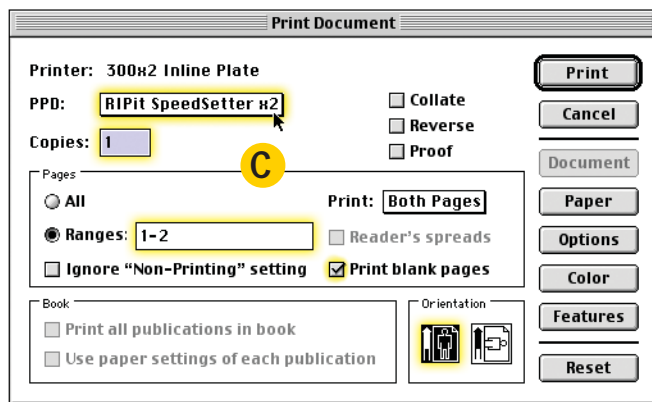 Print Document
Printer: 300x2 Inline Plate
Print
PPD: RIPit SpeedSetter x2
Collate
Cancel
Reverse
Copies: 1
Proof
C
Document
Pages
All
Print: Both Pages
Paper
Ranges: 1-2
Reader's spreads
Options
Ignore “Non-Printing” setting
Print blank pages
Color
Book
Orientation
Print all publications in book
Features
Use paper settings of each publication
Reset